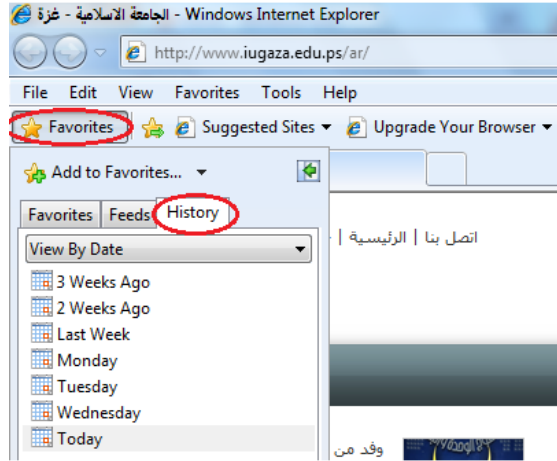 الجامعة الاسلامية - غزة - Windows Internet Explorer
http://www.iugaza.edu.ps/ar/
File Edit View Favorites Tools Help
Favorites Suggested Sites Upgrade Your Browser
Add to Favorites...
Favorites Feeds History
View By Date
3 Weeks Ago
2 Weeks Ago
Last Week
Monday
Tuesday
Wednesday
Today
الرئيسية | اتصل بنا |
وفد من